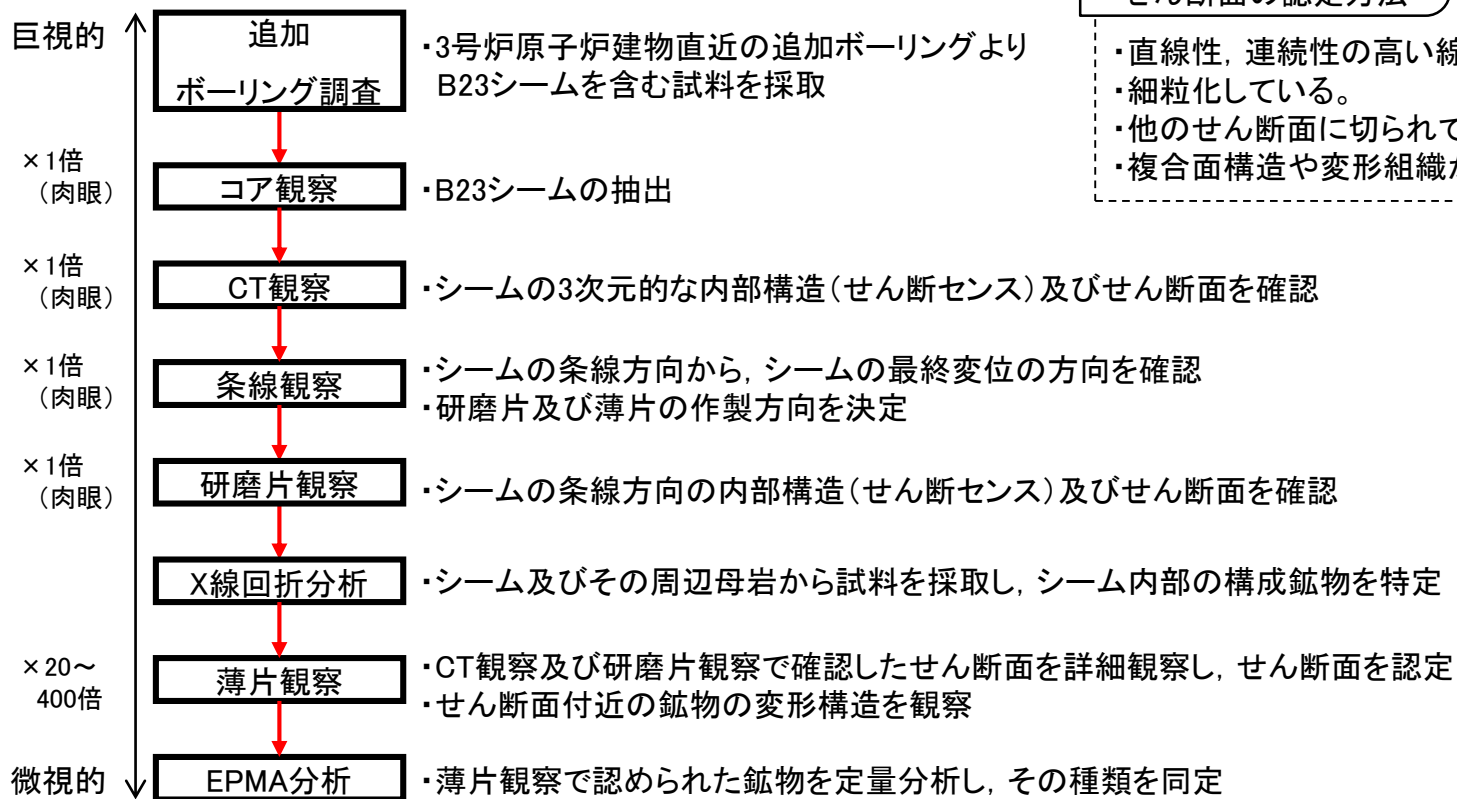 せん断面の認定方法
・直線性，連続性の高い線
・細粒化している。
・他のせん断面に切られて
・複合面構造や変形組織が
巨視的
追加
ボーリング調査
・3号炉原子炉建物直近の追加ボーリングより
B23シームを含む試料を採取
×1倍
（肉眼）
コア観察
・B23シームの抽出
×1倍
（肉眼）
CT観察
・シームの3次元的な内部構造（せん断センス）及びせん断面を確認
×1倍
（肉眼）
条線観察
・シームの条線方向から，シームの最終変位の方向を確認
・研磨片及び薄片の作製方向を決定
×1倍
（肉眼）
研磨片観察
・シームの条線方向の内部構造（せん断センス）及びせん断面を確認
X線回折分析
・シーム及びその周辺母岩から試料を採取し，シーム内部の構成鉱物を特定
×20～
400倍
薄片観察
・CT観察及び研磨片観察で確認したせん断面を詳細観察し，せん断面を認定
・せん断面付近の鉱物の変形構造を観察
微視的
EPMA分析
・薄片観察で認められた鉱物を定量分析し，その種類を同定